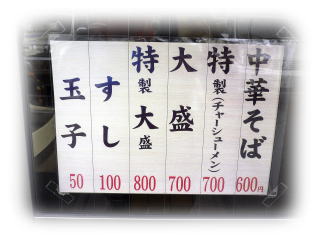 中華そば 600円
特製(チャーシューメン) 700
大盛 700
特製大盛 800
すし 100
玉子 50